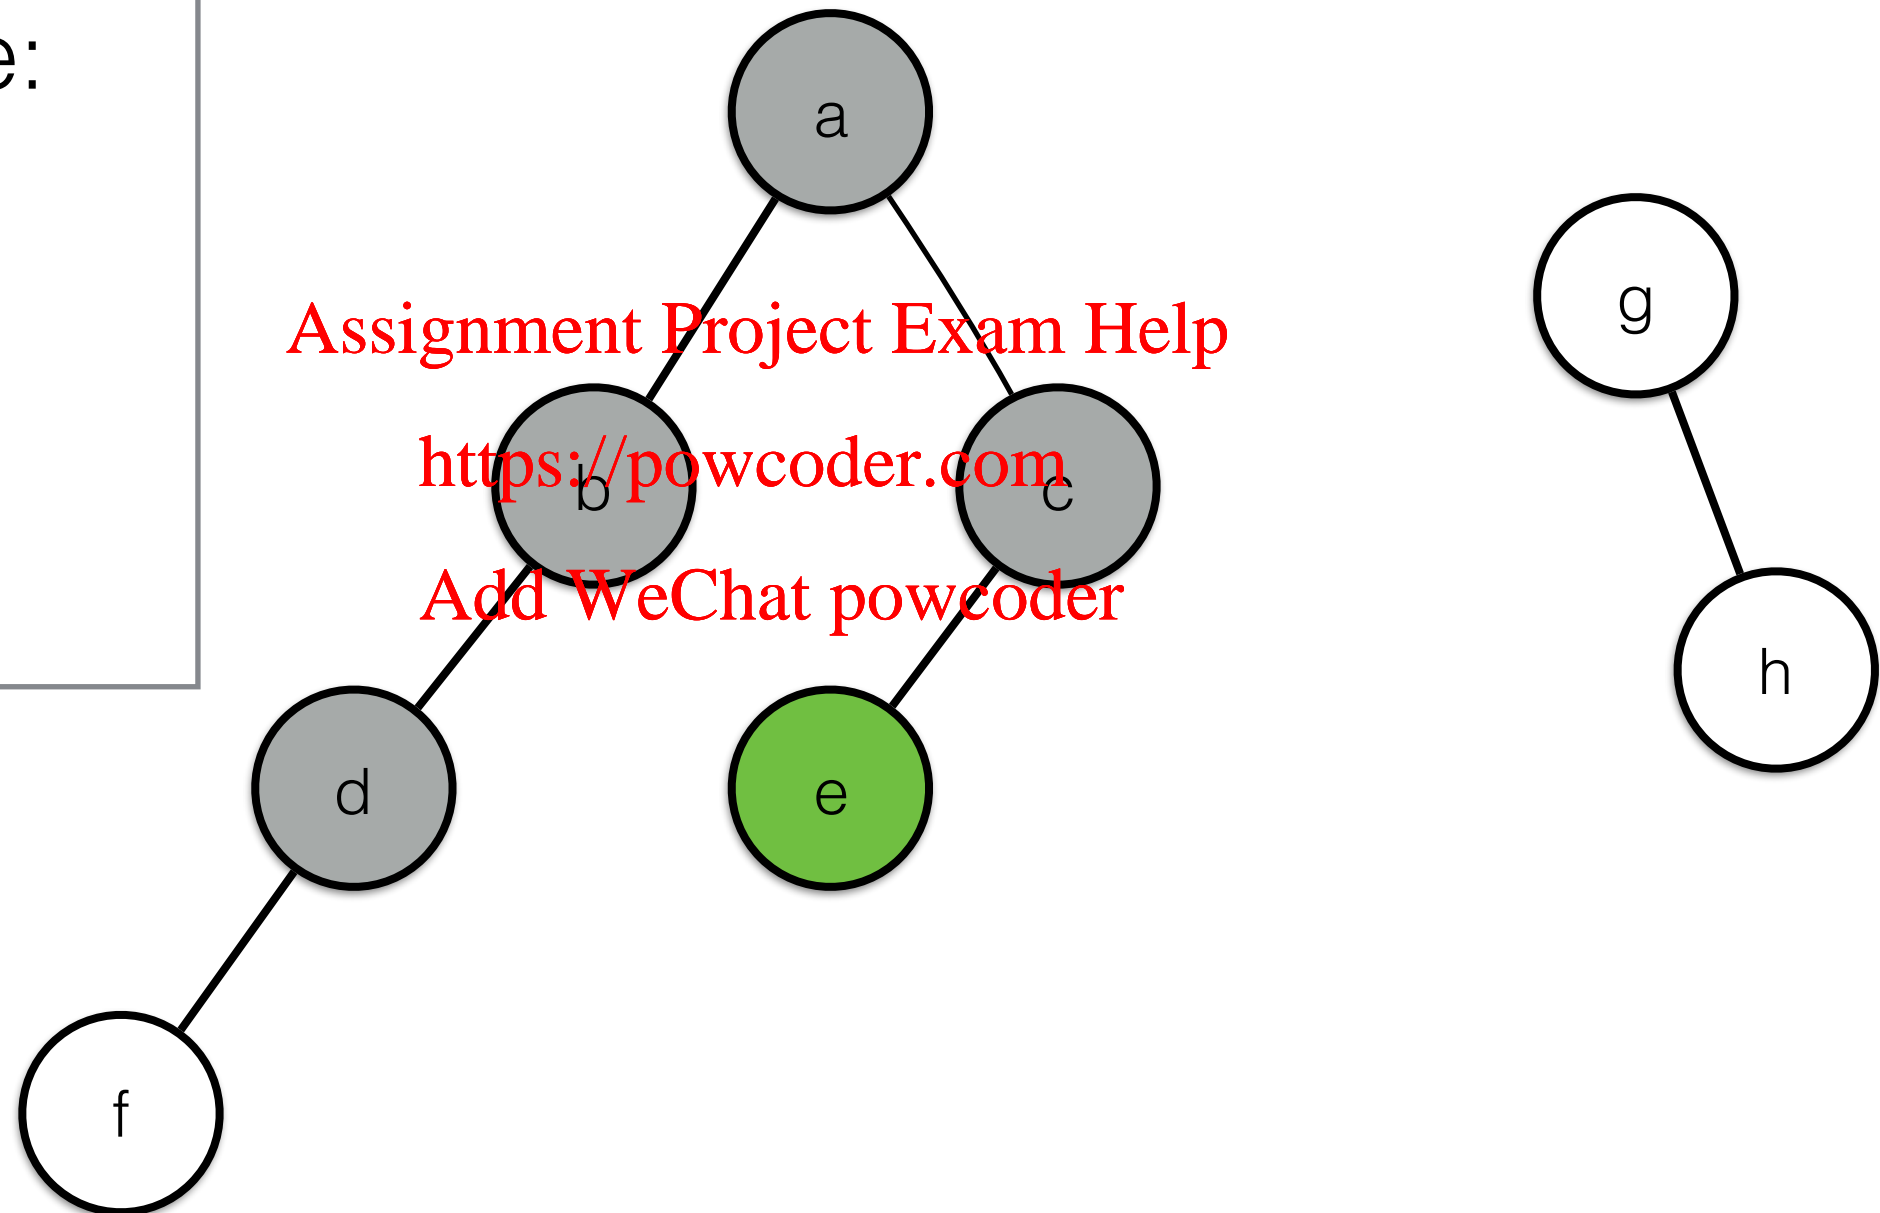 e:
a
g
Assignment Project Exam Help
https://powcoder.com
b
c
Add WeChat powcoder
h
d
e
f